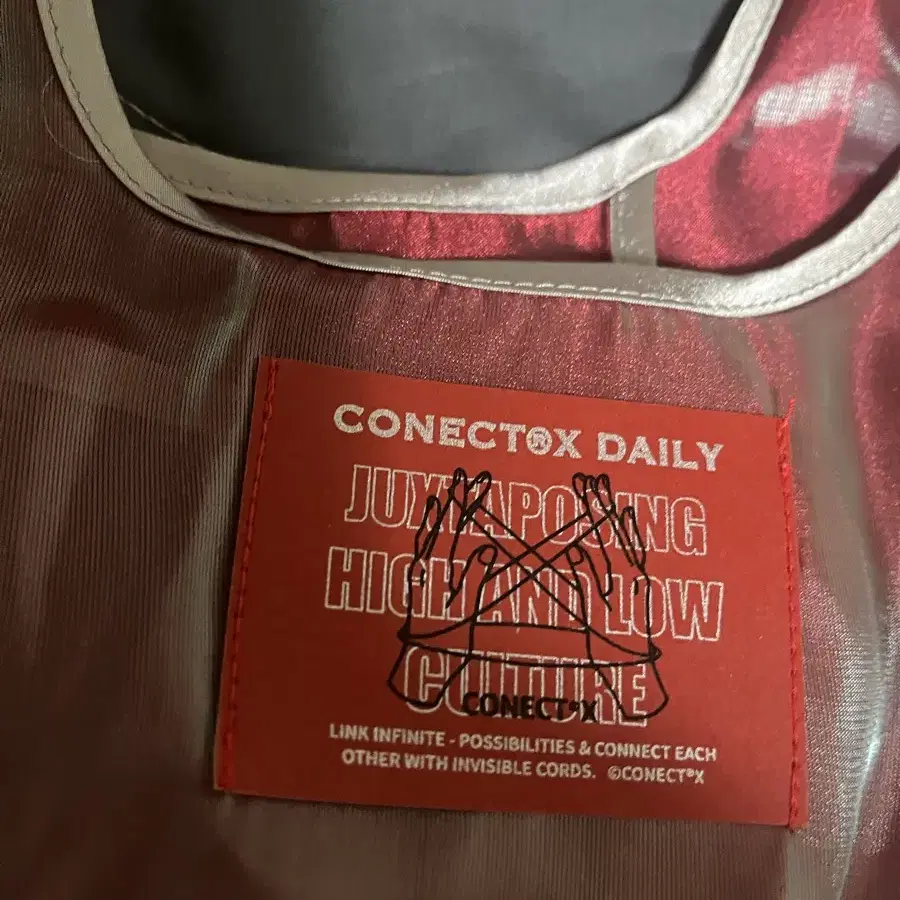 CONECT®X DAILY
JUXTAPOSING
HIGH AND LOW
CULTURE
CONECT®X
LINK INFINITE - POSSIBILITIES & CONNECT EACH
OTHER WITH INVISIBLE CORDS. ©CONECT®X